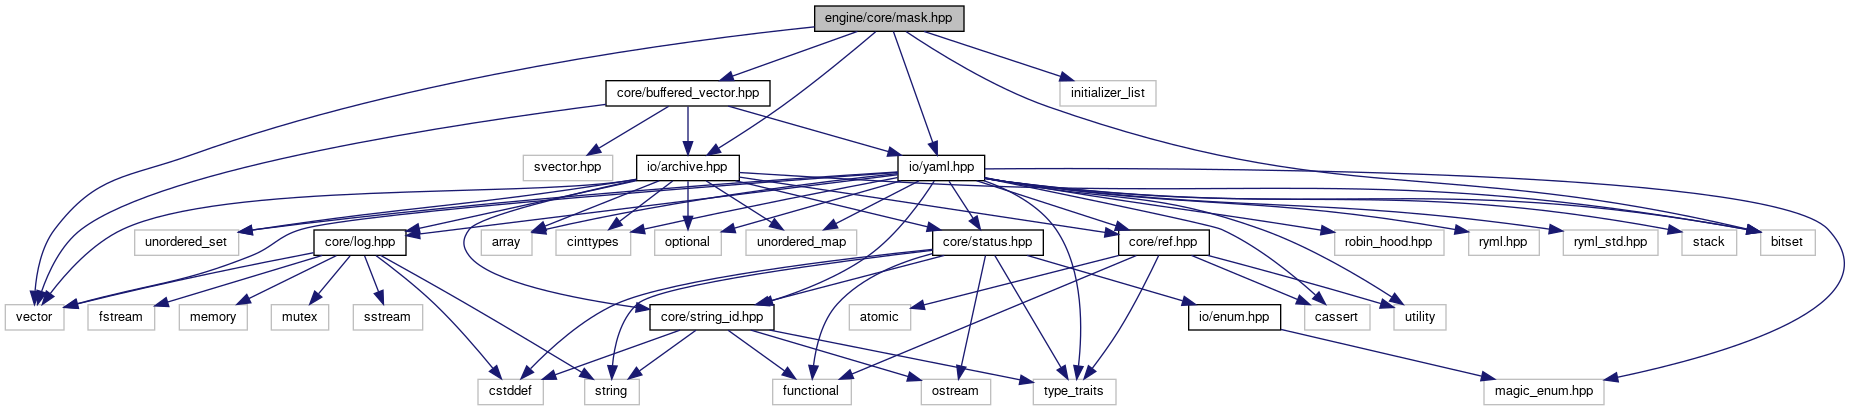 engine/core/mask.hpp
core/buffered_vector.hpp
initializer_list
svector.hpp
io/archive.hpp
io/yaml.hpp
unordered_set
core/log.hpp
array
cinttypes
optional
unordered_map
core/status.hpp
core/ref.hpp
robin_hood.hpp
ryml.hpp
ryml_std.hpp
stack
bitset
vector
fstream
memory
mutex
sstream
core/string_id.hpp
atomic
io/enum.hpp
cassert
utility
cstddef
string
functional
ostream
type_traits
magic_enum.hpp